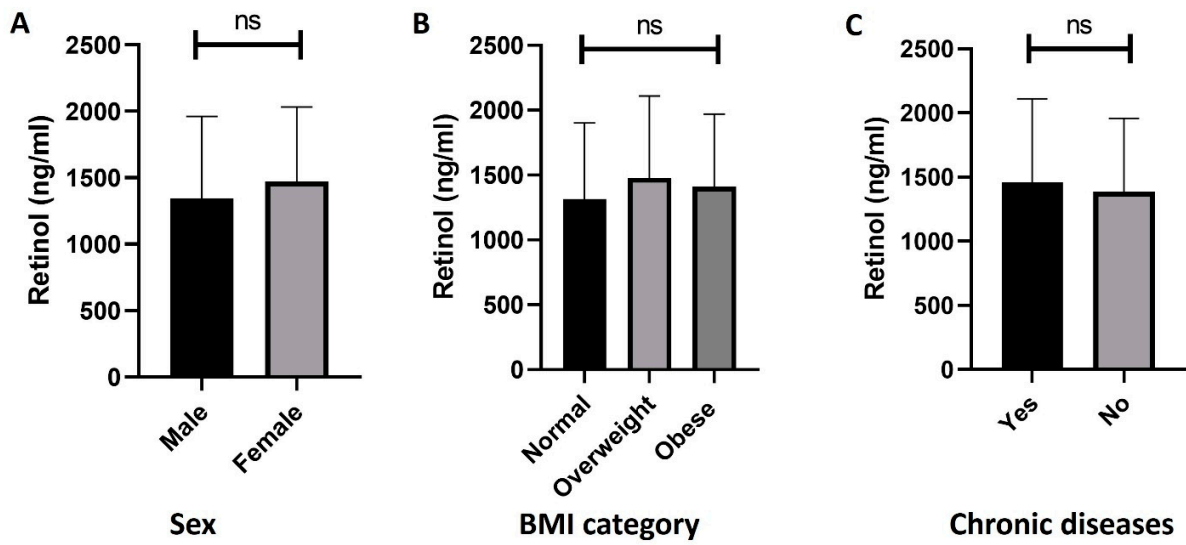 A
ns
Retinol (ng/ml)
2500
2000
1500
1000
500
0
Male
Female
Sex
B
ns
Retinol (ng/ml)
2500
2000
1500
1000
500
0
Normal
Overweight
Obese
BMI category
C
ns
Retinol (ng/ml)
2500
2000
1500
1000
500
0
Yes
No
Chronic diseases